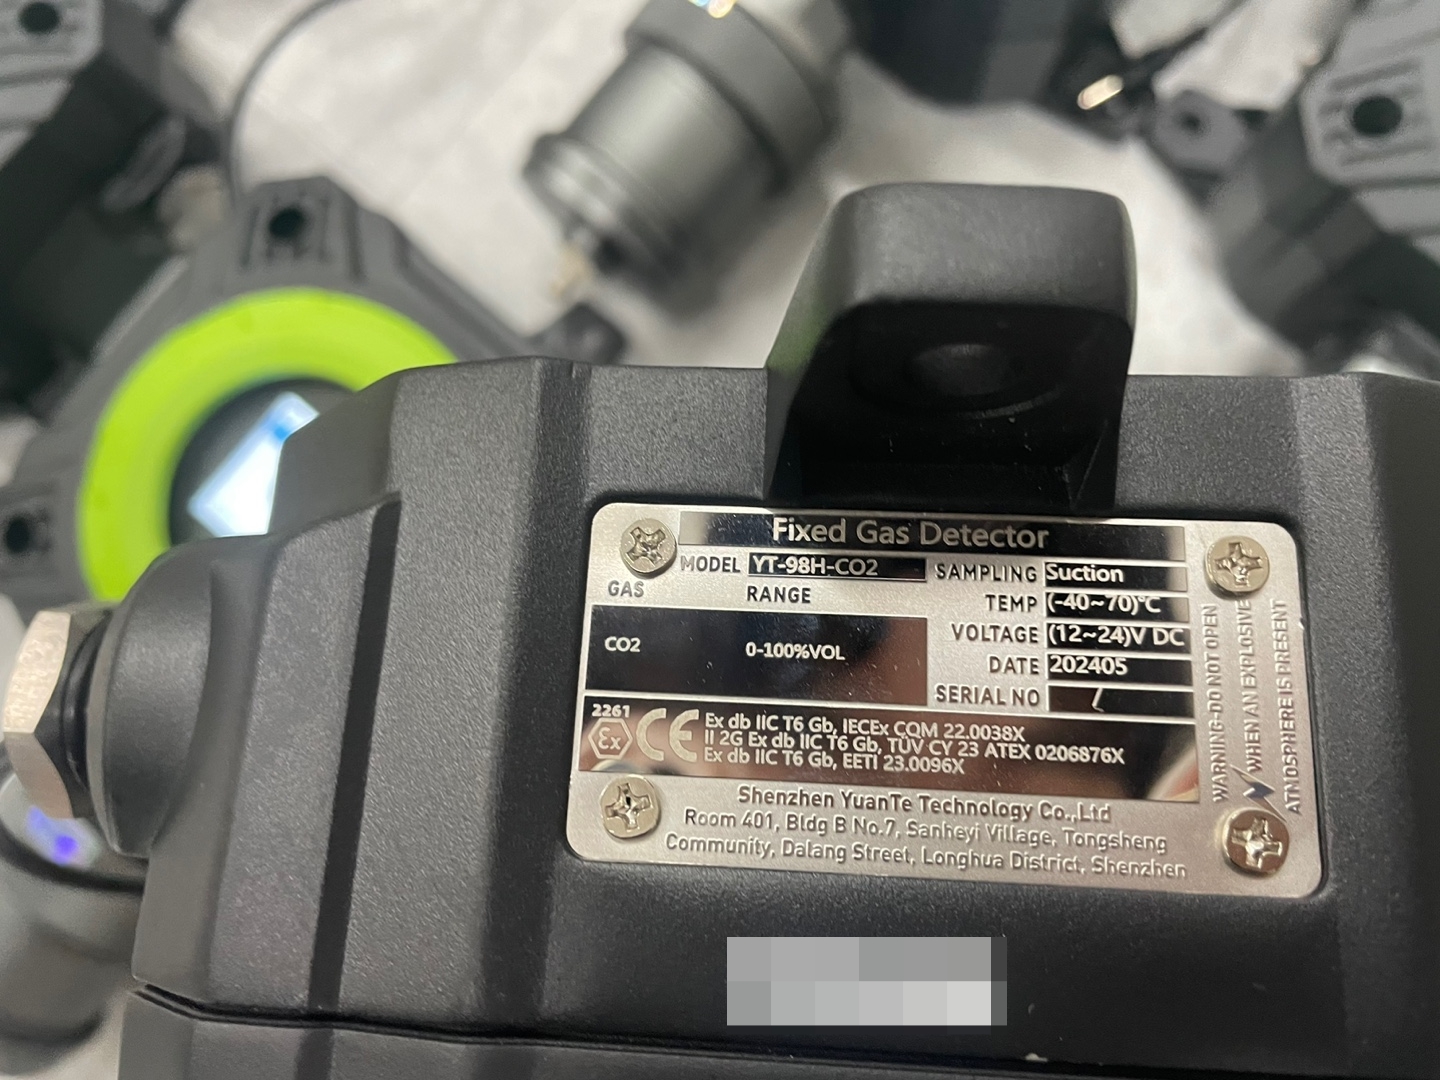 Fixed Gas Detector
MODEL YT-98H-CO2
SAMPLING Suction
GAS RANGE
TEMP (-40~70)°C
CO2 0-100%VOL
VOLTAGE (12~24)V DC
DATE 202405
SERIAL NO /
2261
Ex CE
Ex db IIC T6 Gb, IECEx CQM 22.0038X
II 2G Ex db IIC T6 Gb, TÜV CY 23 ATEX 0206876X
Ex db IIC T6 Gb, EETI 23.0096X
WARNING-DO NOT OPEN
WHEN AN EXPLOSIVE
ATMOSPHERE IS PRESENT
Shenzhen YuanTe Technology Co.,Ltd
Room 401, Bldg B No.7, Sanheyi Village, Tongsheng
Community, Dalang Street, Longhua District, Shenzhen